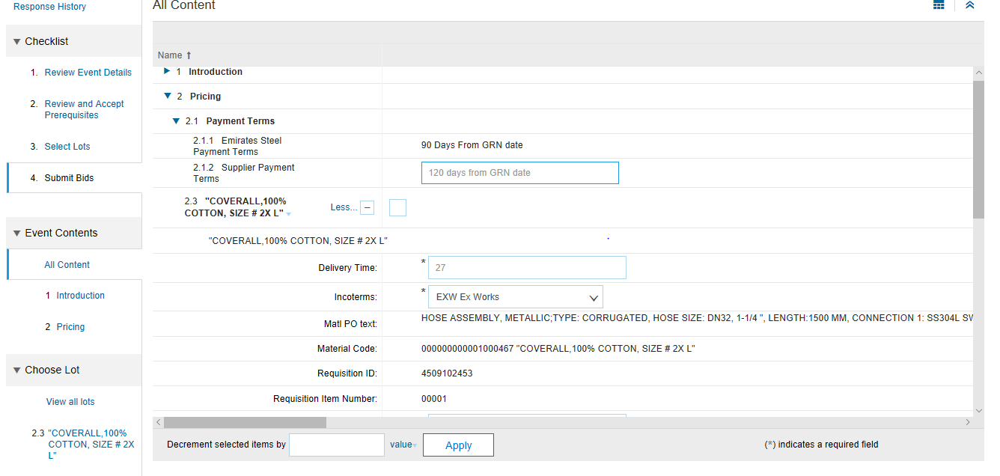 Response History
All Content
Checklist
Name ↑
1. Review Event Details
1 Introduction
2. Review and Accept
Prerequisites
2 Pricing
2.1 Payment Terms
3. Select Lots
2.1.1 Emirates Steel
Payment Terms
90 Days From GRN date
4. Submit Bids
2.1.2 Supplier Payment
Terms
120 days from GRN date
2.3 "COVERALL,100%
COTTON, SIZE # 2X L"
Less... −
Event Contents
"COVERALL,100% COTTON, SIZE # 2X L"
All Content
Delivery Time: * 27
1 Introduction
Incoterms: * EXW Ex Works
2 Pricing
Matl PO text: HOSE ASSEMBLY, METALLIC;TYPE: CORRUGATED, HOSE SIZE: DN32, 1-1/4 ", LENGTH:1500 MM, CONNECTION 1: SS304L SW
Material Code: 000000000001000467 "COVERALL,100% COTTON, SIZE # 2X L"
Choose Lot
Requisition ID: 4509102453
View all lots
Requisition Item Number: 00001
2.3 "COVERALL,100%
COTTON, SIZE # 2X
L"
Decrement selected items by value Apply (*) indicates a required field